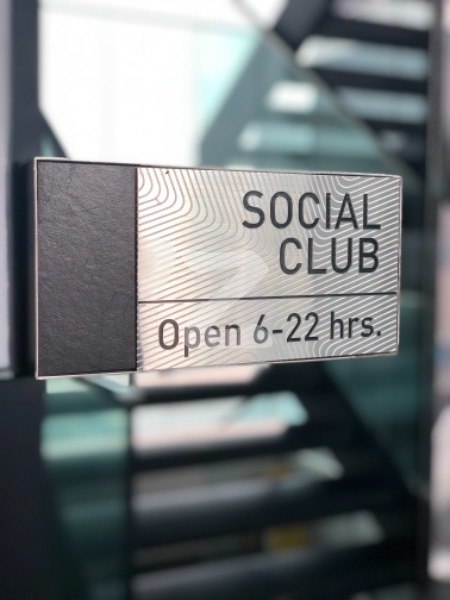 SOCIAL
CLUB
Open 6-22 hrs.